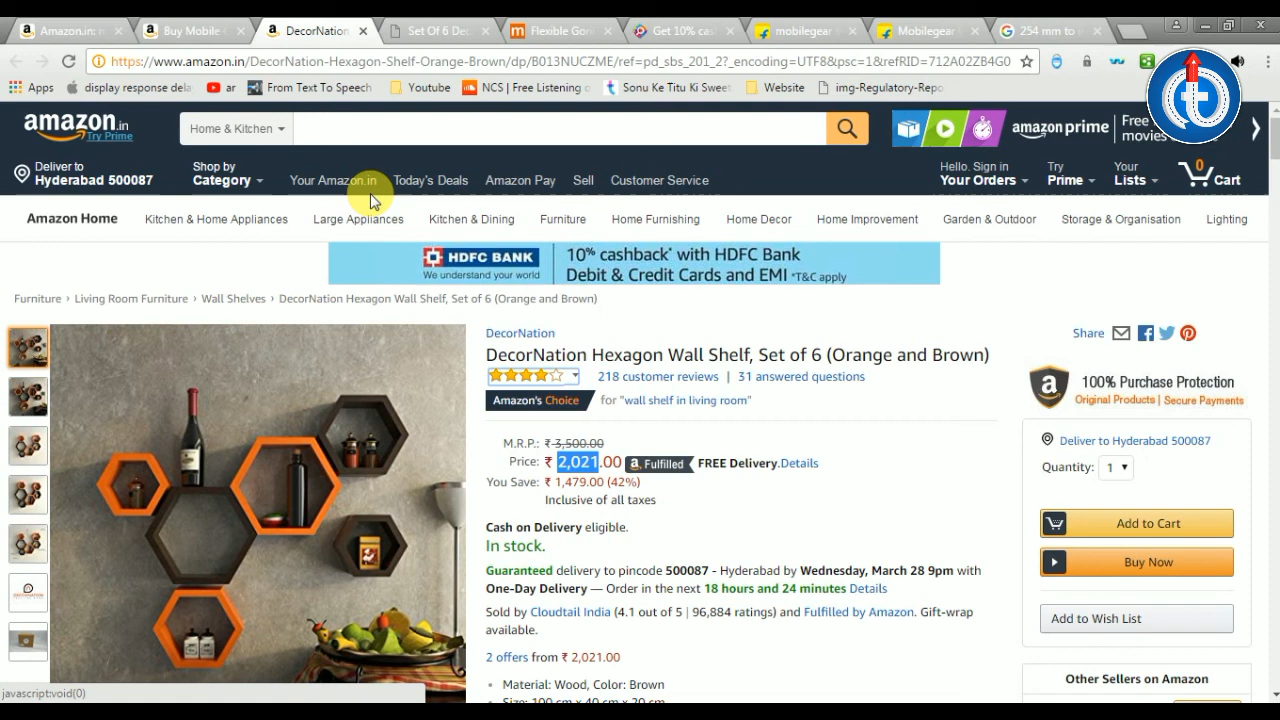 Amazon.in: m
Buy Mobile
DecorNation
Set Of 6 Dec
Flexible Gor
Get 10% cas
mobilegear
Mobilegear
254 mm to i
https://www.amazon.in/DecorNation-Hexagon-Shelf-Orange-Brown/dp/B013NUCZME/ref=pd_sbs_201_2?_encoding=UTF8&psc=1&refRID=712A02ZB4G0
Apps
display response dela
ar
From Text To Speech
Youtube
NCS | Free Listening o
Sonu Ke Titu Ki Sweet
Website
img-Regulatory-Repo
amazon.in
Try Prime
Home & Kitchen
amazon prime
Free
movies
Deliver to
Hyderabad 500087
Shop by
Category
Your Amazon.in
Today's Deals
Amazon Pay
Sell
Customer Service
Hello. Sign in
Your Orders
Try
Prime
Your
Lists
0
Cart
Amazon Home
Kitchen & Home Appliances
Large Appliances
Kitchen & Dining
Furniture
Home Furnishing
Home Decor
Home Improvement
Garden & Outdoor
Storage & Organisation
Lighting
HDFC BANK
We understand your world
10% cashback* with HDFC Bank
Debit & Credit Cards and EMI *T&C apply
Furniture › Living Room Furniture › Wall Shelves › DecorNation Hexagon Wall Shelf, Set of 6 (Orange and Brown)
DecorNation
Share
DecorNation Hexagon Wall Shelf, Set of 6 (Orange and Brown)
218 customer reviews | 31 answered questions
Amazon's Choice for "wall shelf in living room"
100% Purchase Protection
Original Products | Secure Payments
M.R.P.: ₹ 3,500.00
Price: ₹ 2,021.00 Fulfilled FREE Delivery.Details
You Save: ₹ 1,479.00 (42%)
Inclusive of all taxes
Deliver to Hyderabad 500087
Quantity: 1
Cash on Delivery eligible.
In stock.
Add to Cart
Buy Now
Guaranteed delivery to pincode 500087 - Hyderabad by Wednesday, March 28 9pm with
One-Day Delivery — Order in the next 18 hours and 24 minutes Details
Sold by Cloudtail India (4.1 out of 5 | 96,884 ratings) and Fulfilled by Amazon. Gift-wrap
available.
Add to Wish List
2 offers from ₹ 2,021.00
Material: Wood, Color: Brown
Size: 100 cm x 40 cm x 20 cm
Other Sellers on Amazon
javascript:void(0)